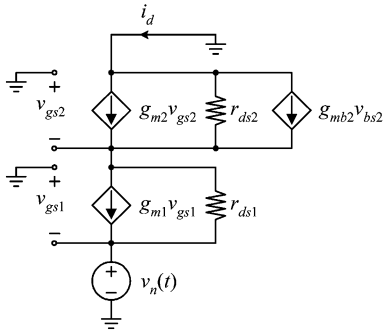 i_d
+
v_gs2
−
g_m2 v_gs2
r_ds2
g_mb2 v_bs2
+
v_gs1
−
g_m1 v_gs1
r_ds1
+
−
v_n(t)